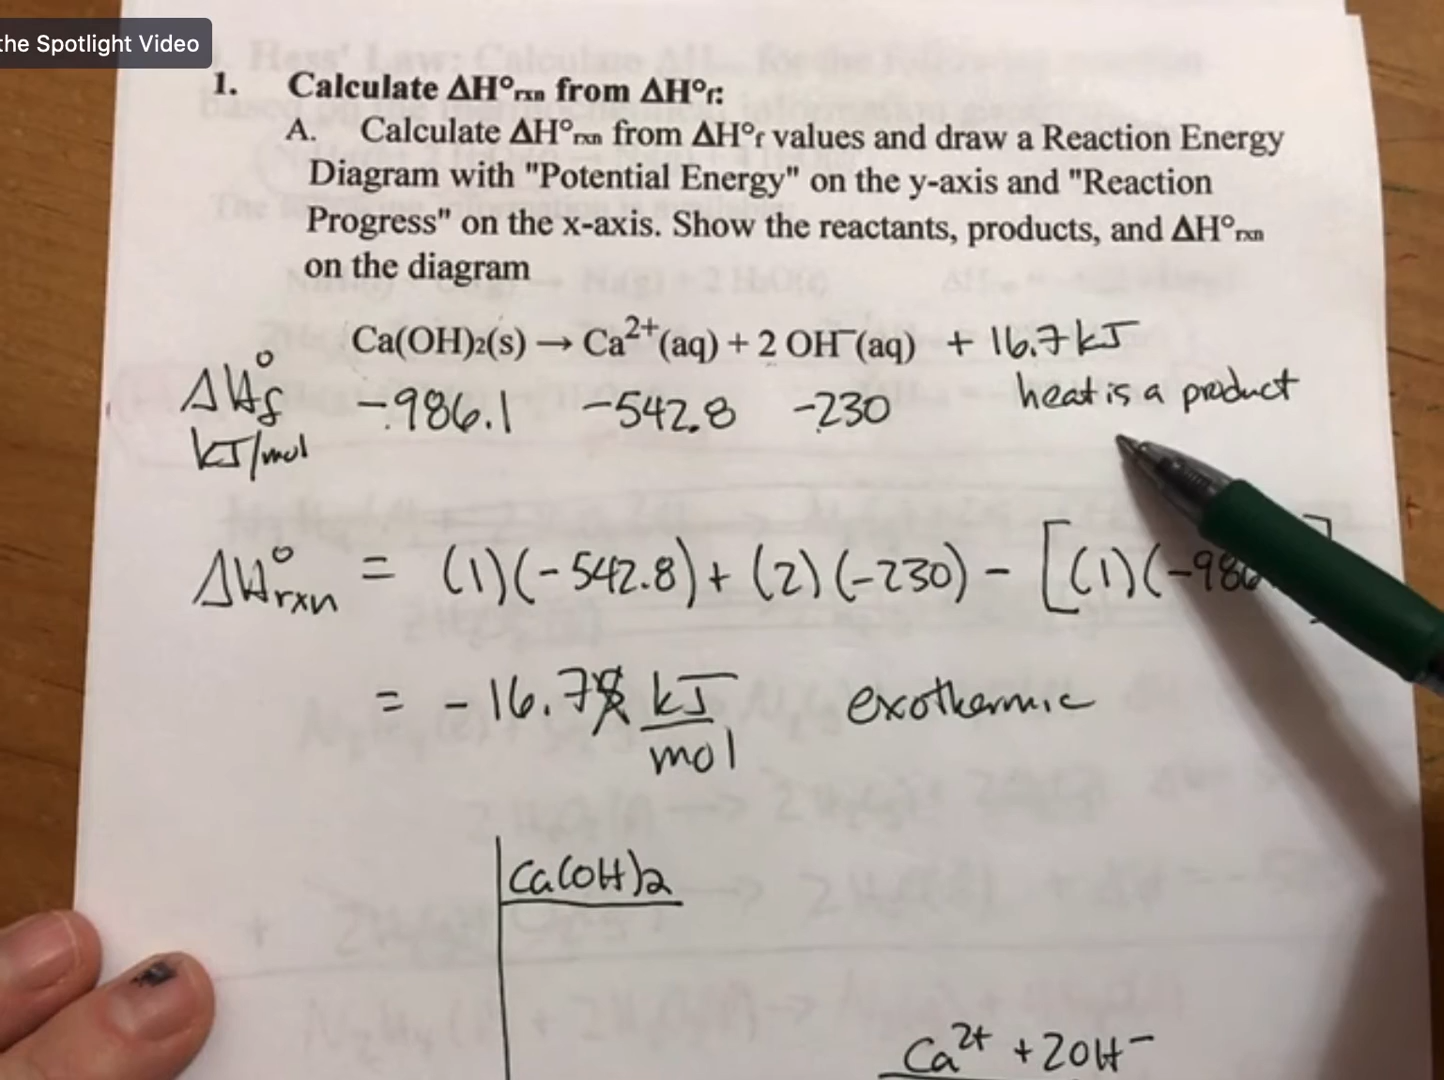 the Spotlight Video
1. Calculate ΔH°rxn from ΔH°f:
A. Calculate ΔH°rxn from ΔH°f values and draw a Reaction Energy
Diagram with "Potential Energy" on the y-axis and "Reaction
Progress" on the x-axis. Show the reactants, products, and ΔH°rxn
on the diagram
Ca(OH)₂(s) → Ca²⁺(aq) + 2 OH⁻(aq) + 16.7 kJ
ΔH°f -986.1 -542.8 -230 heat is a product
kJ/mol
ΔH°rxn = (1)(-542.8) + (2)(-230) - [(1)(-986
= -16.7 kJ/mol exothermic
Ca(OH)₂
Ca²⁺ + 2OH⁻